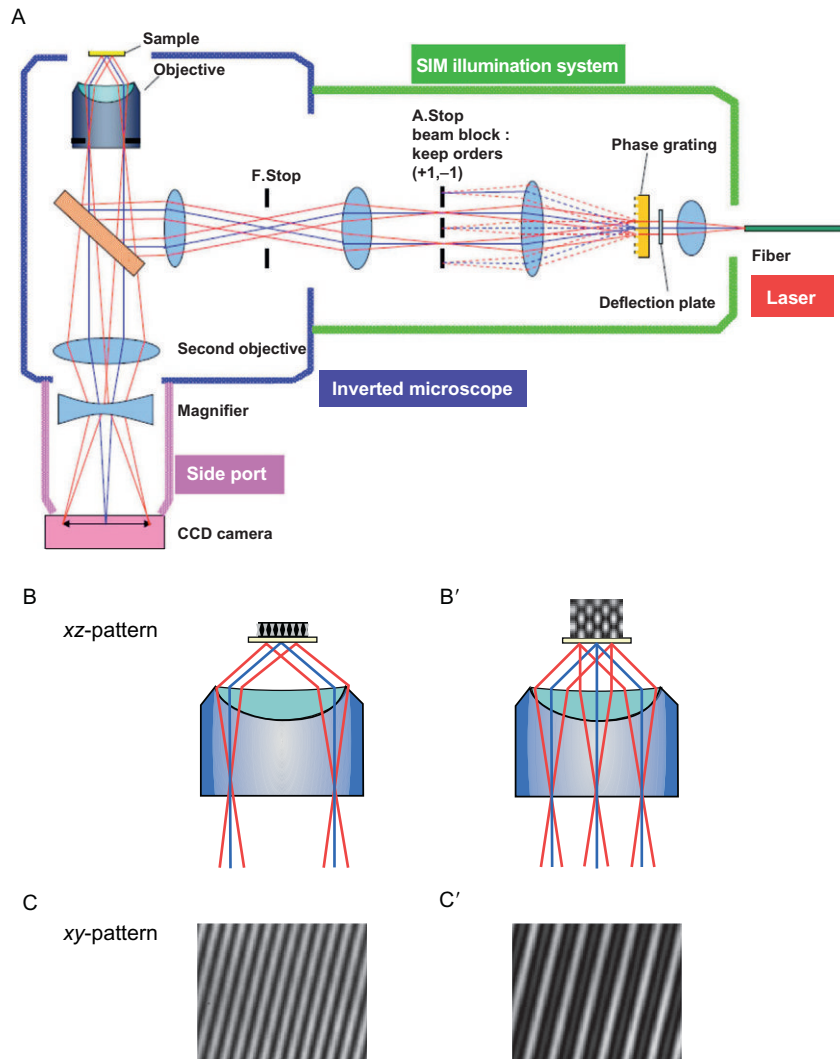 A
Sample
Objective
SIM illumination system
A.Stop
beam block :
keep orders
(+1,–1)
Phase grating
F.Stop
Fiber
Deflection plate
Laser
Second objective
Inverted microscope
Magnifier
Side port
CCD camera
B
B′
xz-pattern
C
C′
xy-pattern